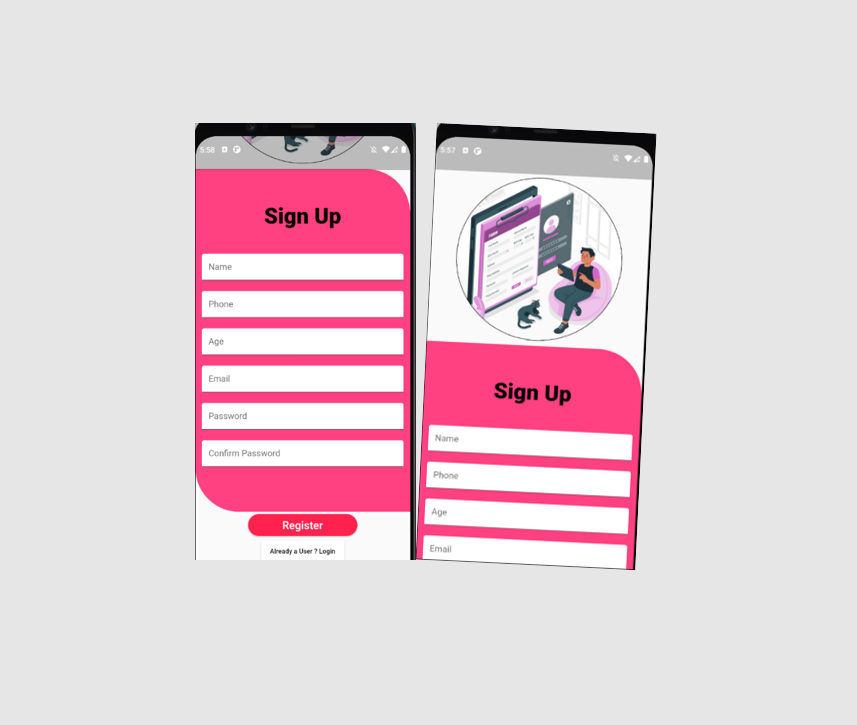 5:58
Sign Up
Name
Phone
Age
Email
Password
Confirm Password
Register
Already a User ? Login
5:57
Sign Up
Name
Phone
Age
Email